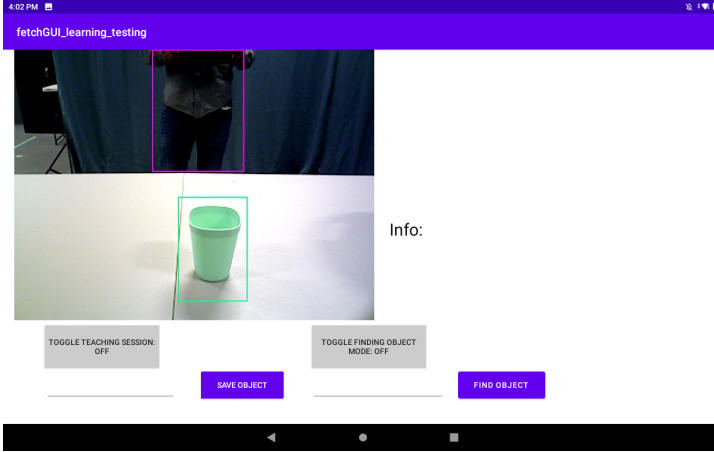 4:02 PM
fetchGUI_learning_testing
Info:
TOGGLE TEACHING SESSION:
OFF
TOGGLE FINDING OBJECT
MODE: OFF
SAVE OBJECT
FIND OBJECT